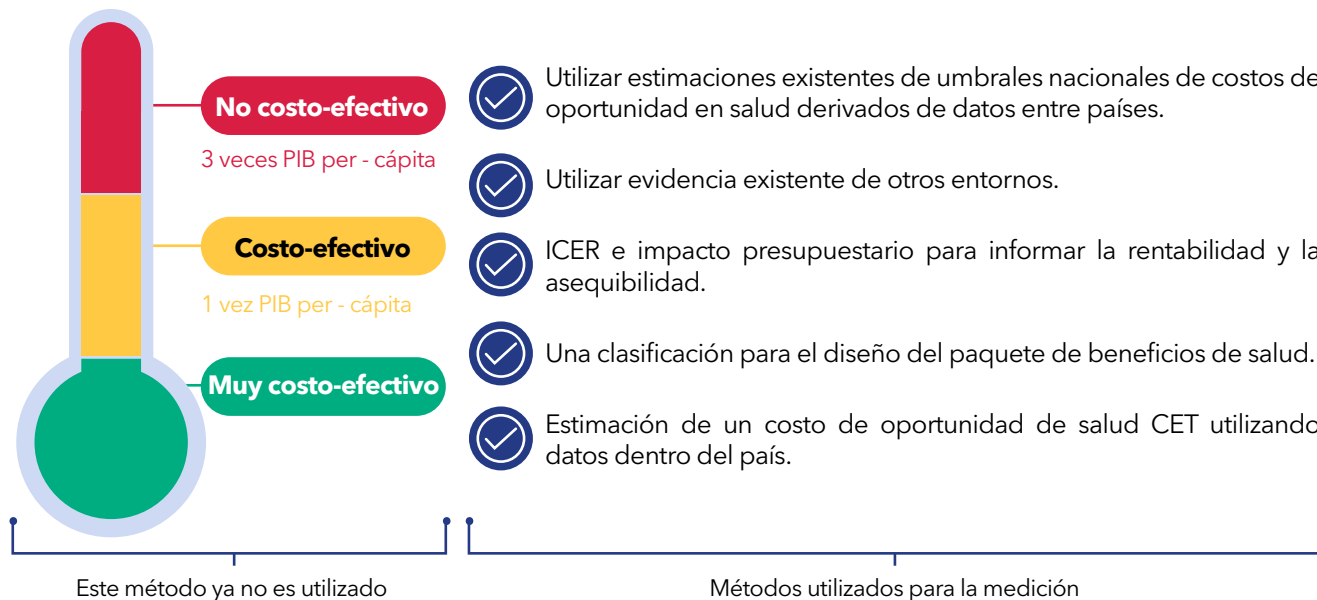 No costo-efectivo
3 veces PIB per - cápita
Costo-efectivo
1 vez PIB per - cápita
Muy costo-efectivo
Este método ya no es utilizado
Utilizar estimaciones existentes de umbrales nacionales de costos de
oportunidad en salud derivados de datos entre países.
Utilizar evidencia existente de otros entornos.
ICER e impacto presupuestario para informar la rentabilidad y la
asequibilidad.
Una clasificación para el diseño del paquete de beneficios de salud.
Estimación de un costo de oportunidad de salud CET utilizando
datos dentro del país.
Métodos utilizados para la medición